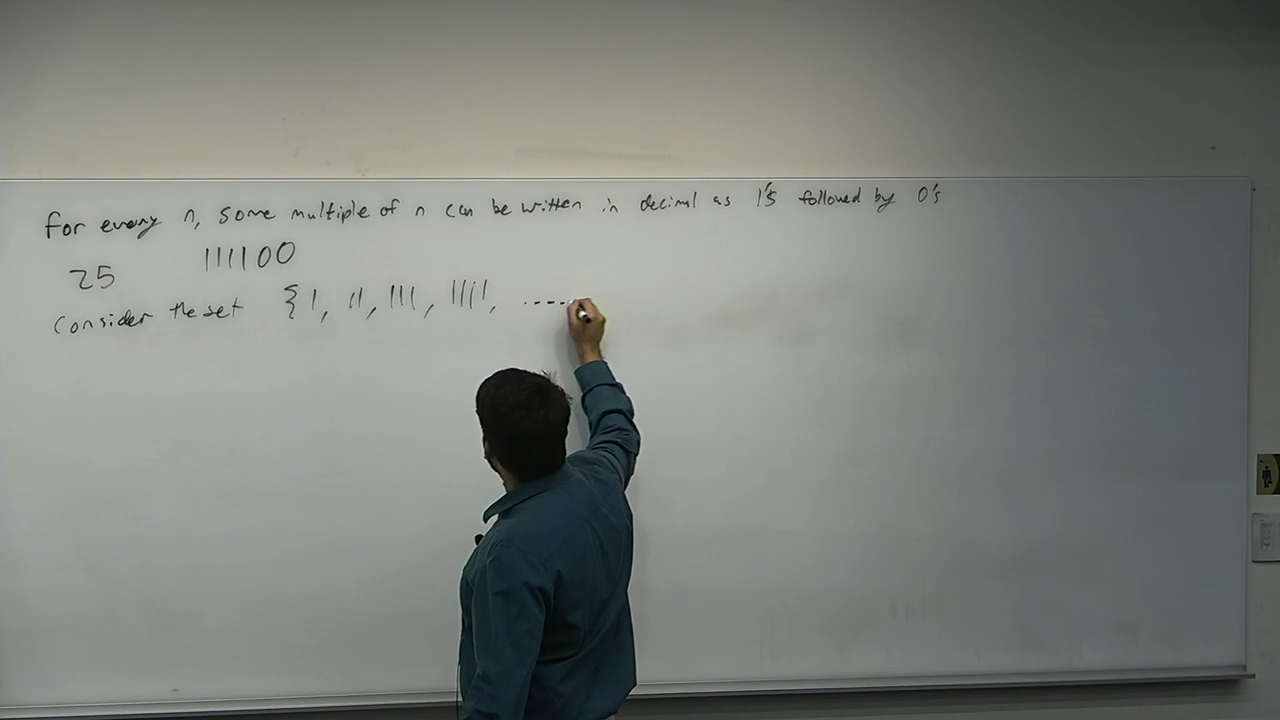 For every n, some multiple of n can be written in decimal as 1's followed by 0's
25 1111100
Consider the set {1, 11, 111, 1111, ......